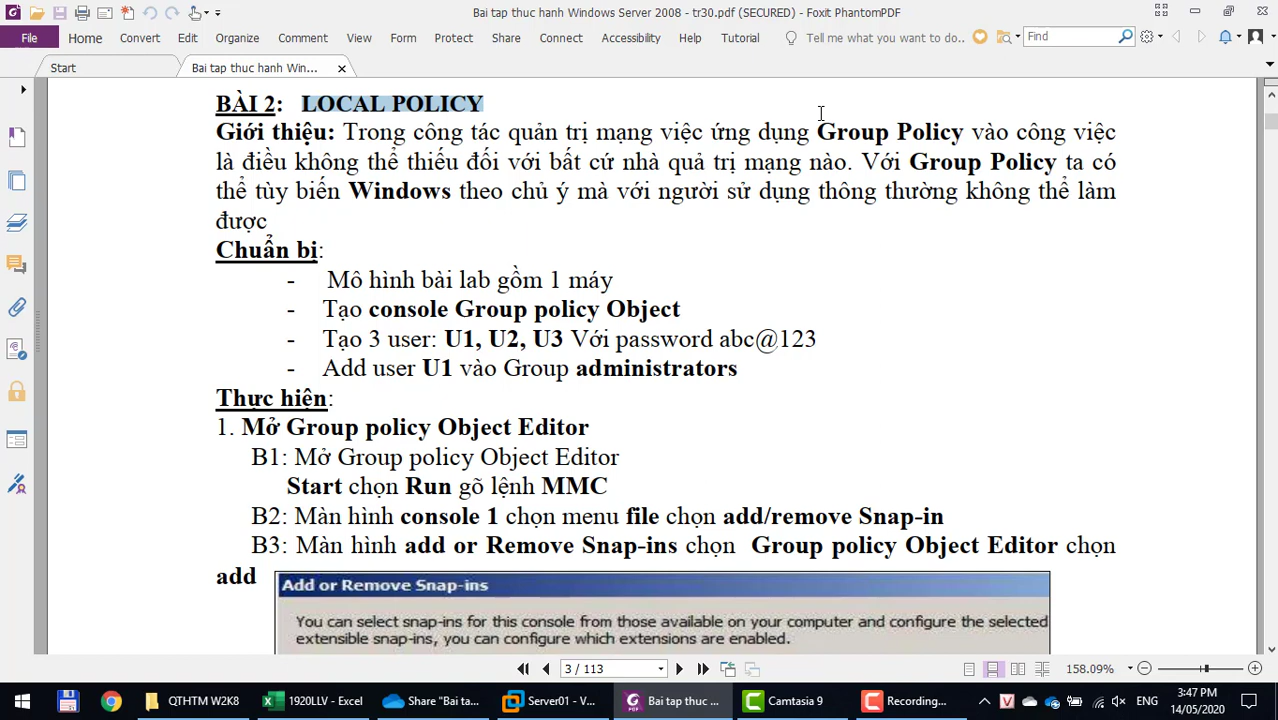 Bai tap thuc hanh Windows Server 2008 - tr30.pdf (SECURED) - Foxit PhantomPDF
File Home Convert Edit Organize Comment View Form Protect Share Connect Accessibility Help Tutorial Tell me what you want to do.. Find
Start Bai tap thuc hanh Win...
BÀI 2: LOCAL POLICY
Giới thiệu: Trong công tác quản trị mạng việc ứng dụng Group Policy vào công việc
là điều không thể thiếu đối với bất cứ nhà quả trị mạng nào. Với Group Policy ta có
thể tùy biến Windows theo chủ ý mà với người sử dụng thông thường không thể làm
được
Chuẩn bị:
- Mô hình bài lab gồm 1 máy
- Tạo console Group policy Object
- Tạo 3 user: U1, U2, U3 Với password abc@123
- Add user U1 vào Group administrators
Thực hiện:
1. Mở Group policy Object Editor
B1: Mở Group policy Object Editor
Start chọn Run gõ lệnh MMC
B2: Màn hình console 1 chọn menu file chọn add/remove Snap-in
B3: Màn hình add or Remove Snap-ins chọn Group policy Object Editor chọn
add
Add or Remove Snap-ins
You can select snap-ins for this console from those available on your computer and configure the selected
extensible snap-ins, you can configure which extensions are enabled.
3 / 113 158.09%
QTHTM W2K8 1920LLV - Excel Share "Bai ta... Server01 - V... Bai tap thuc ... Camtasia 9 Recording... ENG 3:47 PM
14/05/2020